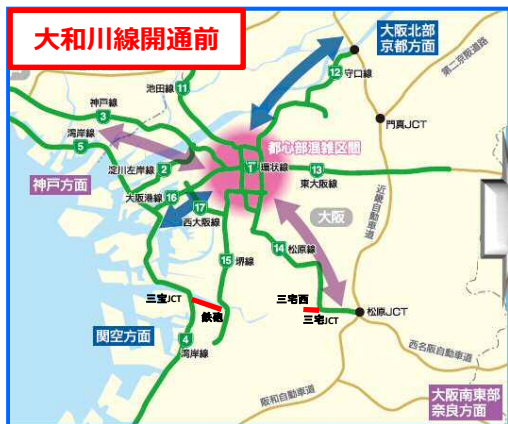 大和川線開通前
大阪北部
京都方面
第二京阪道路
池田線
11
12
守口線
神戸線
3
湾岸線
5
門真JCT
都心部混雑区間
1
環状線
13
東大阪線
淀川左岸線
2
神戸方面
大阪港線
16
17
西大阪線
大阪
近畿自動車道
14
松原線
15
堺線
三宝JCT
鉄砲
三宅西
三宅JCT
松原JCT
関空方面
4
湾岸線
西名阪自動車道
阪和自動車道
大阪南東部
奈良方面